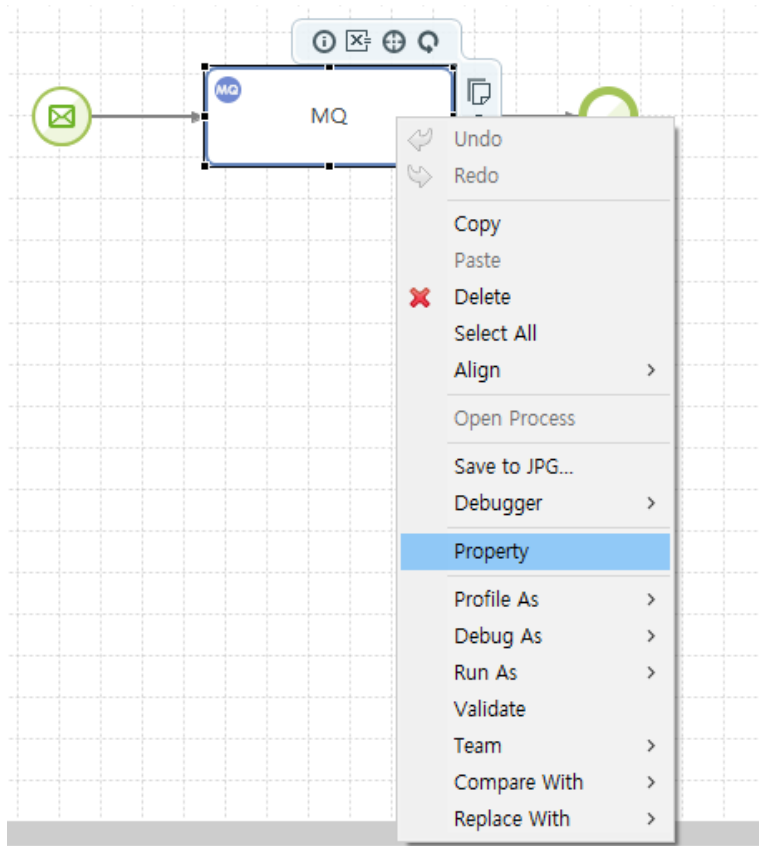 MQ
MQ
Undo
Redo
Copy
Paste
Delete
Select All
Align
Open Process
Save to JPG...
Debugger
Property
Profile As
Debug As
Run As
Validate
Team
Compare With
Replace With